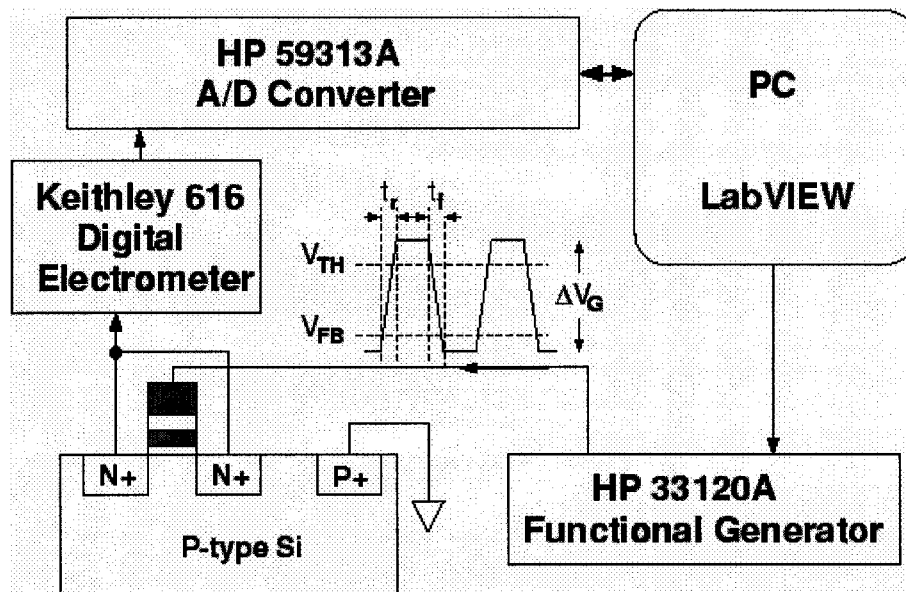 HP 59313A
A/D Converter
PC
LabVIEW
Keithley 616
Digital
Electrometer
tr
tf
VTH
VFB
ΔVG
N+
N+
P+
P-type Si
HP 33120A
Functional Generator